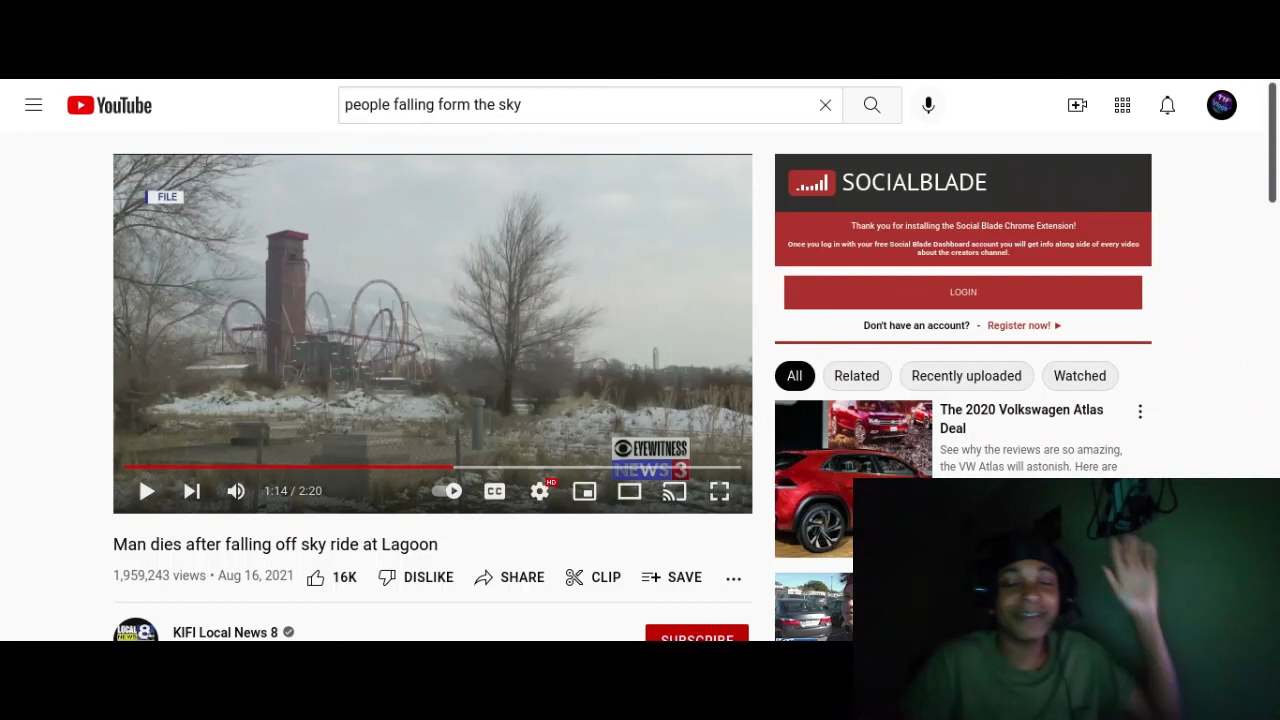 YouTube
people falling form the sky
FILE
EYEWITNESS
NEWS 3
1:14 / 2:20
CC
HD
Man dies after falling off sky ride at Lagoon
1,959,243 views • Aug 16, 2021
16K
DISLIKE
SHARE
CLIP
SAVE
LOCAL
NEWS 8
KIFI Local News 8
SUBSCRIBE
SOCIALBLADE
Thank you for installing the Social Blade Chrome Extension!
Once you log in with your free Social Blade Dashboard account you will get info along side of every video
about the creators channel.
LOGIN
Don't have an account? - Register now! ►
All
Related
Recently uploaded
Watched
The 2020 Volkswagen Atlas
Deal
See why the reviews are so amazing,
the VW Atlas will astonish. Here are